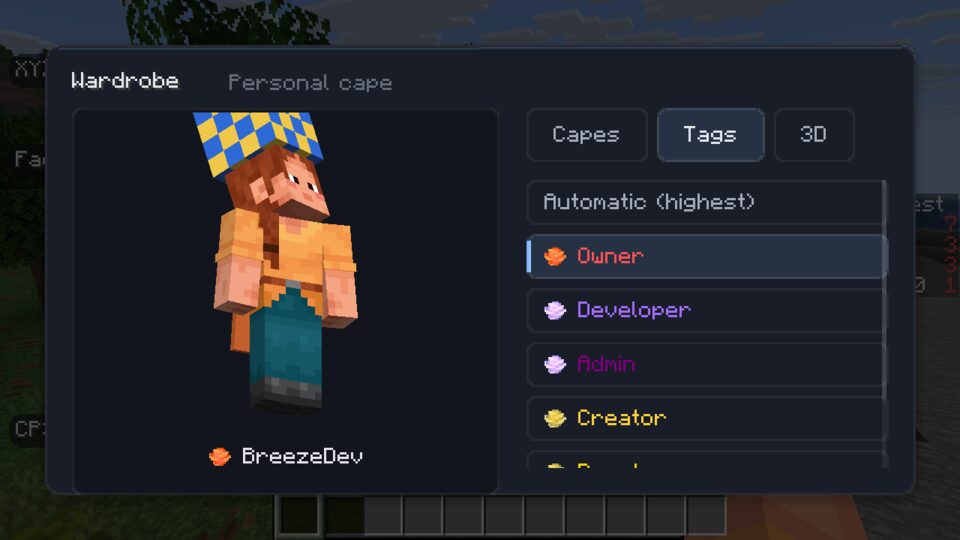 Wardrobe
Personal cape
Capes
Tags
3D
Automatic (highest)
Owner
Developer
Admin
Creator
BreezeDev